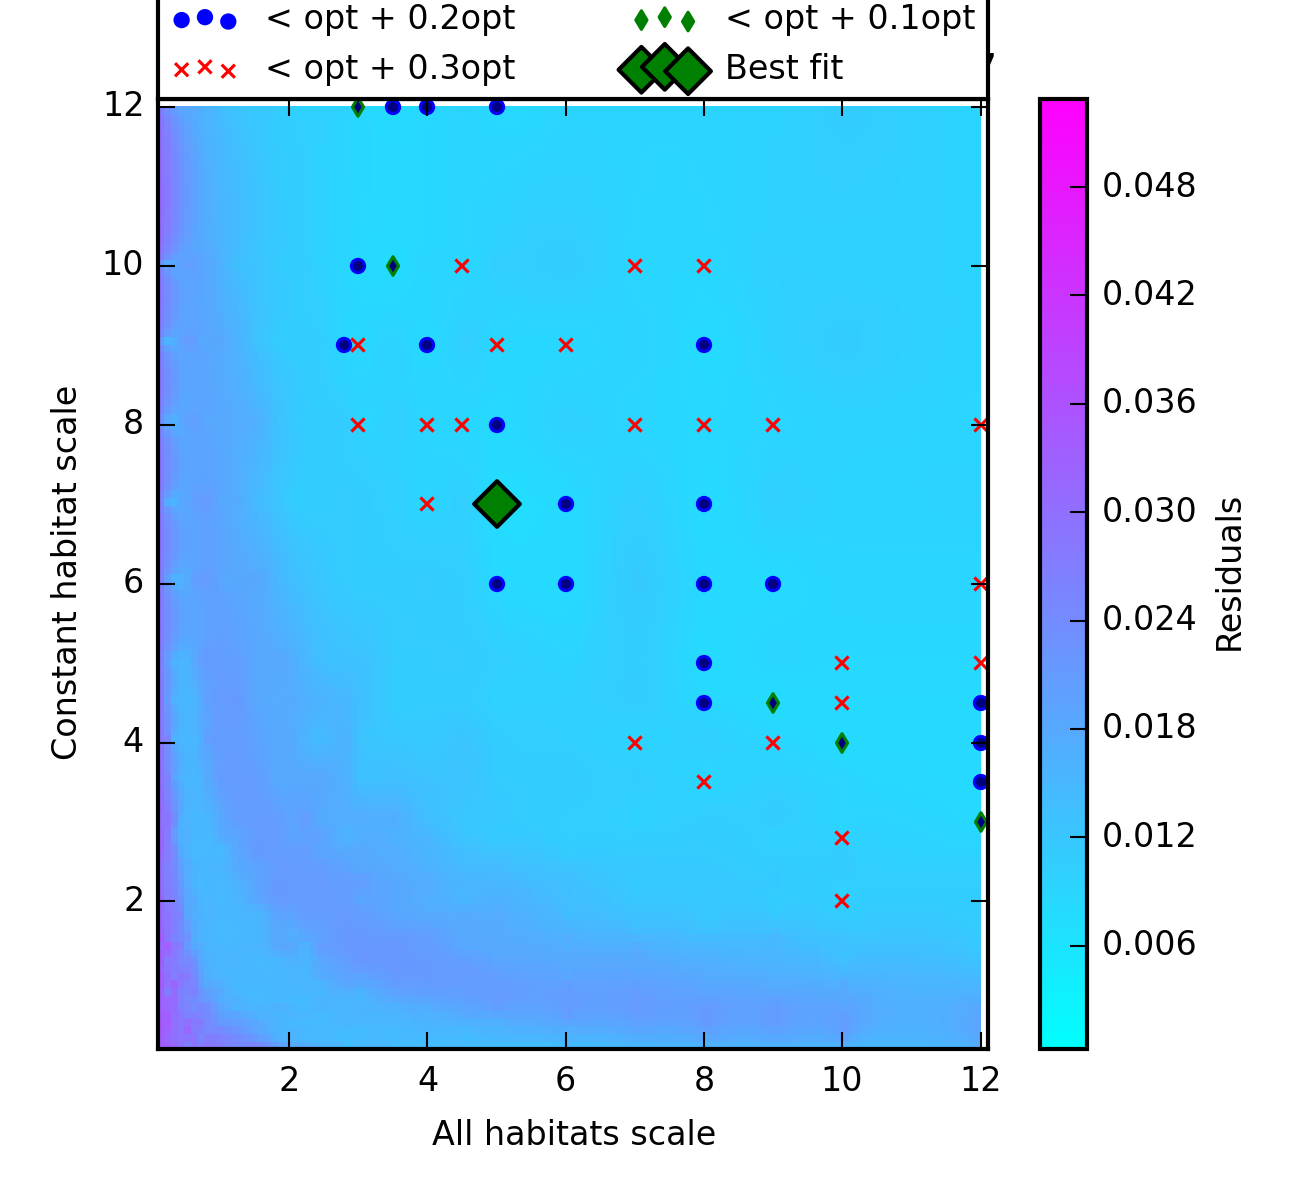 < opt + 0.2opt < opt + 0.1opt
< opt + 0.3opt Best fit
12
10
8
6
4
2
Constant habitat scale
2 4 6 8 10 12
All habitats scale
0.048
0.042
0.036
0.030
0.024
0.018
0.012
0.006
Residuals